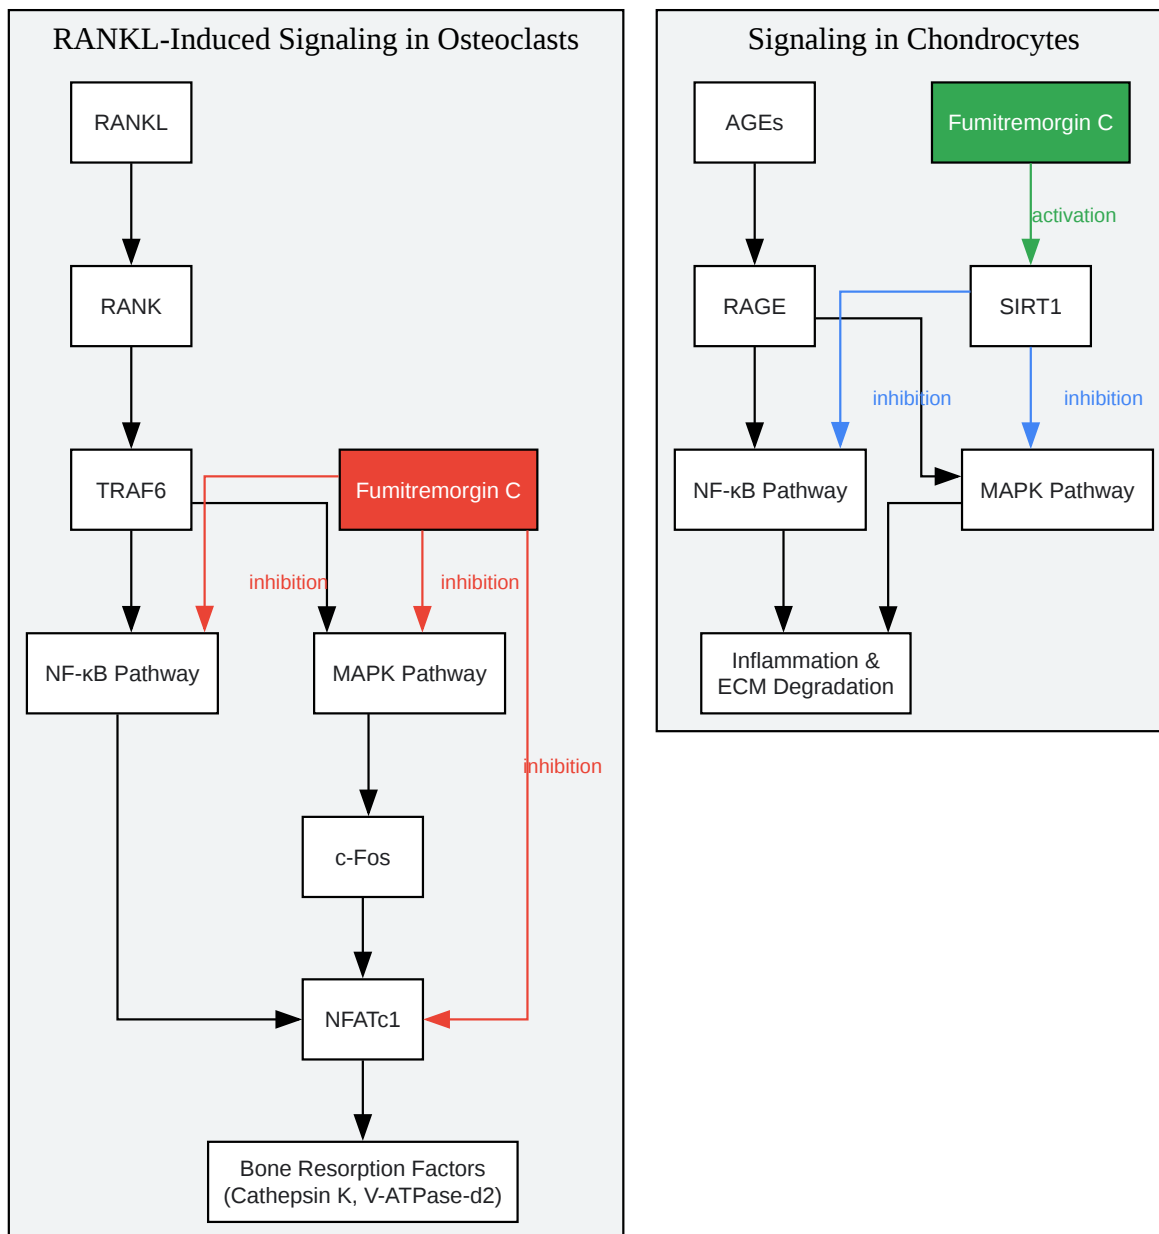 RANKL-Induced Signaling in Osteoclasts
RANKL
RANK
TRAF6
Fumitremorgin C
inhibition
inhibition
NF-κB Pathway
MAPK Pathway
inhibition
c-Fos
NFATc1
Bone Resorption Factors
(Cathepsin K, V-ATPase-d2)
Signaling in Chondrocytes
AGEs
Fumitremorgin C
activation
RAGE
SIRT1
inhibition
inhibition
NF-κB Pathway
MAPK Pathway
Inflammation &
ECM Degradation